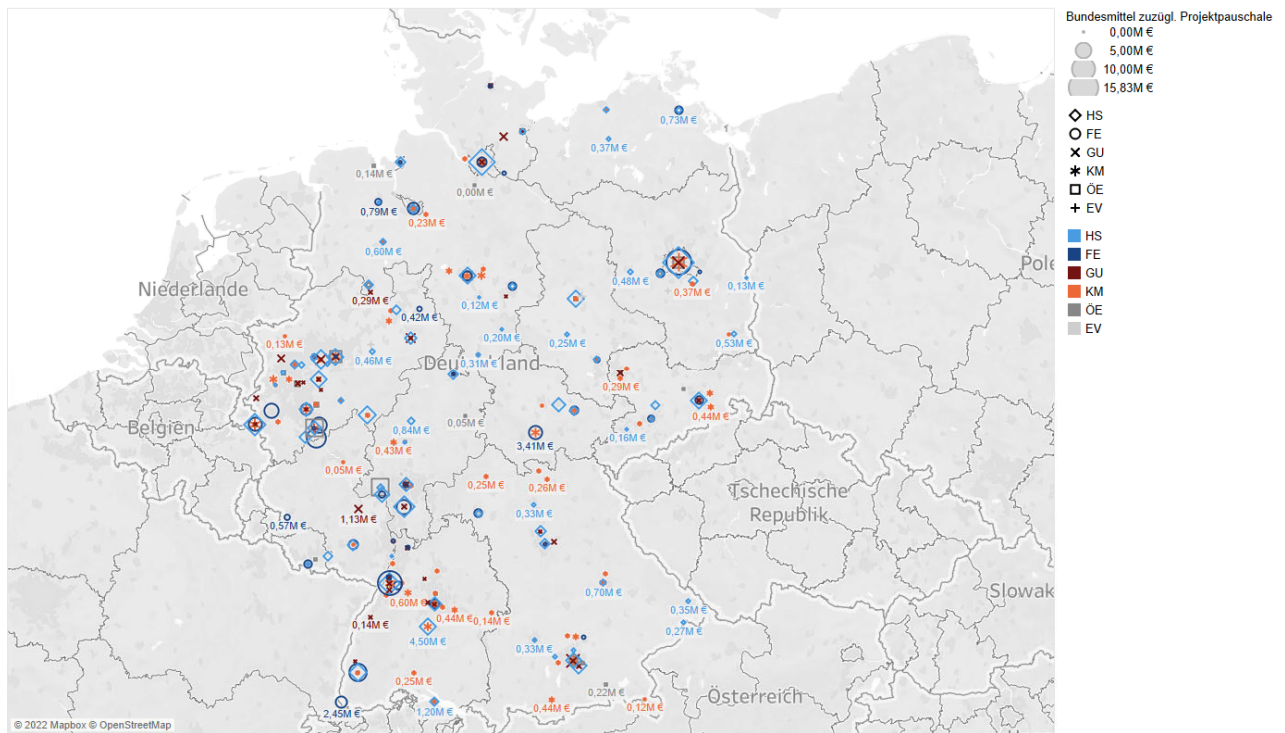 Bundesmittel zuzügl. Projektpauschale
0,00M €
5,00M €
10,00M €
15,83M €
HS
FE
GU
KM
ÖE
EV
HS
FE
GU
KM
ÖE
EV
0,73M €
0,37M €
0,14M €
0,00M €
0,79M €
0,23M €
0,60M €
Pole
0,48M €
0,13M €
Niederlande
0,29M €
0,37M €
0,12M €
0,42M €
0,13M €
0,20M €
0,25M €
0,53M €
0,46M €
Deutschland
0,31M €
0,29M €
0,05M €
0,44M €
Belgien
0,84M €
0,16M €
0,43M €
3,41M €
0,05M €
0,25M €
0,26M €
Tschechische
Republik
0,33M €
1,13M €
0,57M €
0,70M €
Slowak
0,60M €
0,35M €
0,44M €
0,14M €
0,14M €
0,27M €
4,50M €
0,33M €
0,25M €
0,22M €
Österreich
2,45M €
1,20M €
0,44M €
0,12M €
© 2022 Mapbox © OpenStreetMap